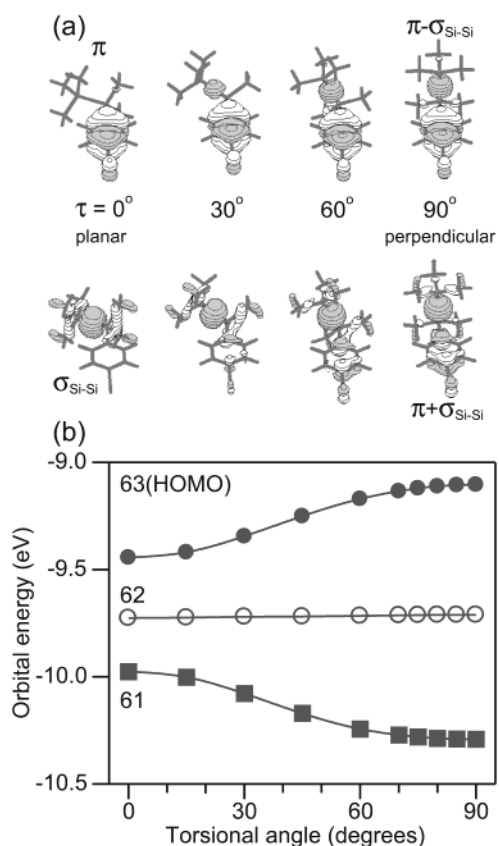 (a)
π
π-σSi-Si
τ = 0°
30°
60°
90°
planar
perpendicular
σSi-Si
π+σSi-Si
(b)
-9.0
63(HOMO)
-9.5
62
-10.0
61
-10.5
Orbital energy (eV)
0
30
60
90
Torsional angle (degrees)